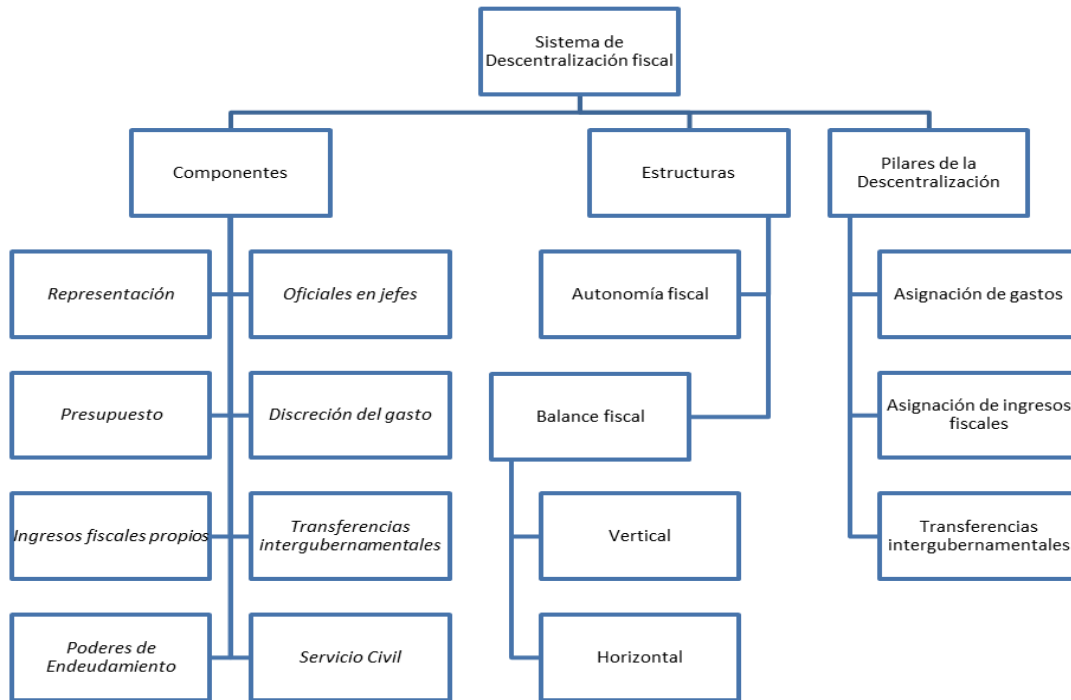 Sistema de
Descentralización fiscal
Componentes
Estructuras
Pilares de la
Descentralización
Representación
Oficiales en jefes
Autonomía fiscal
Asignación de gastos
Presupuesto
Discreción del gasto
Balance fiscal
Asignación de ingresos
fiscales
Ingresos fiscales propios
Transferencias
intergubernamentales
Vertical
Transferencias
intergubernamentales
Poderes de
Endeudamiento
Servicio Civil
Horizontal